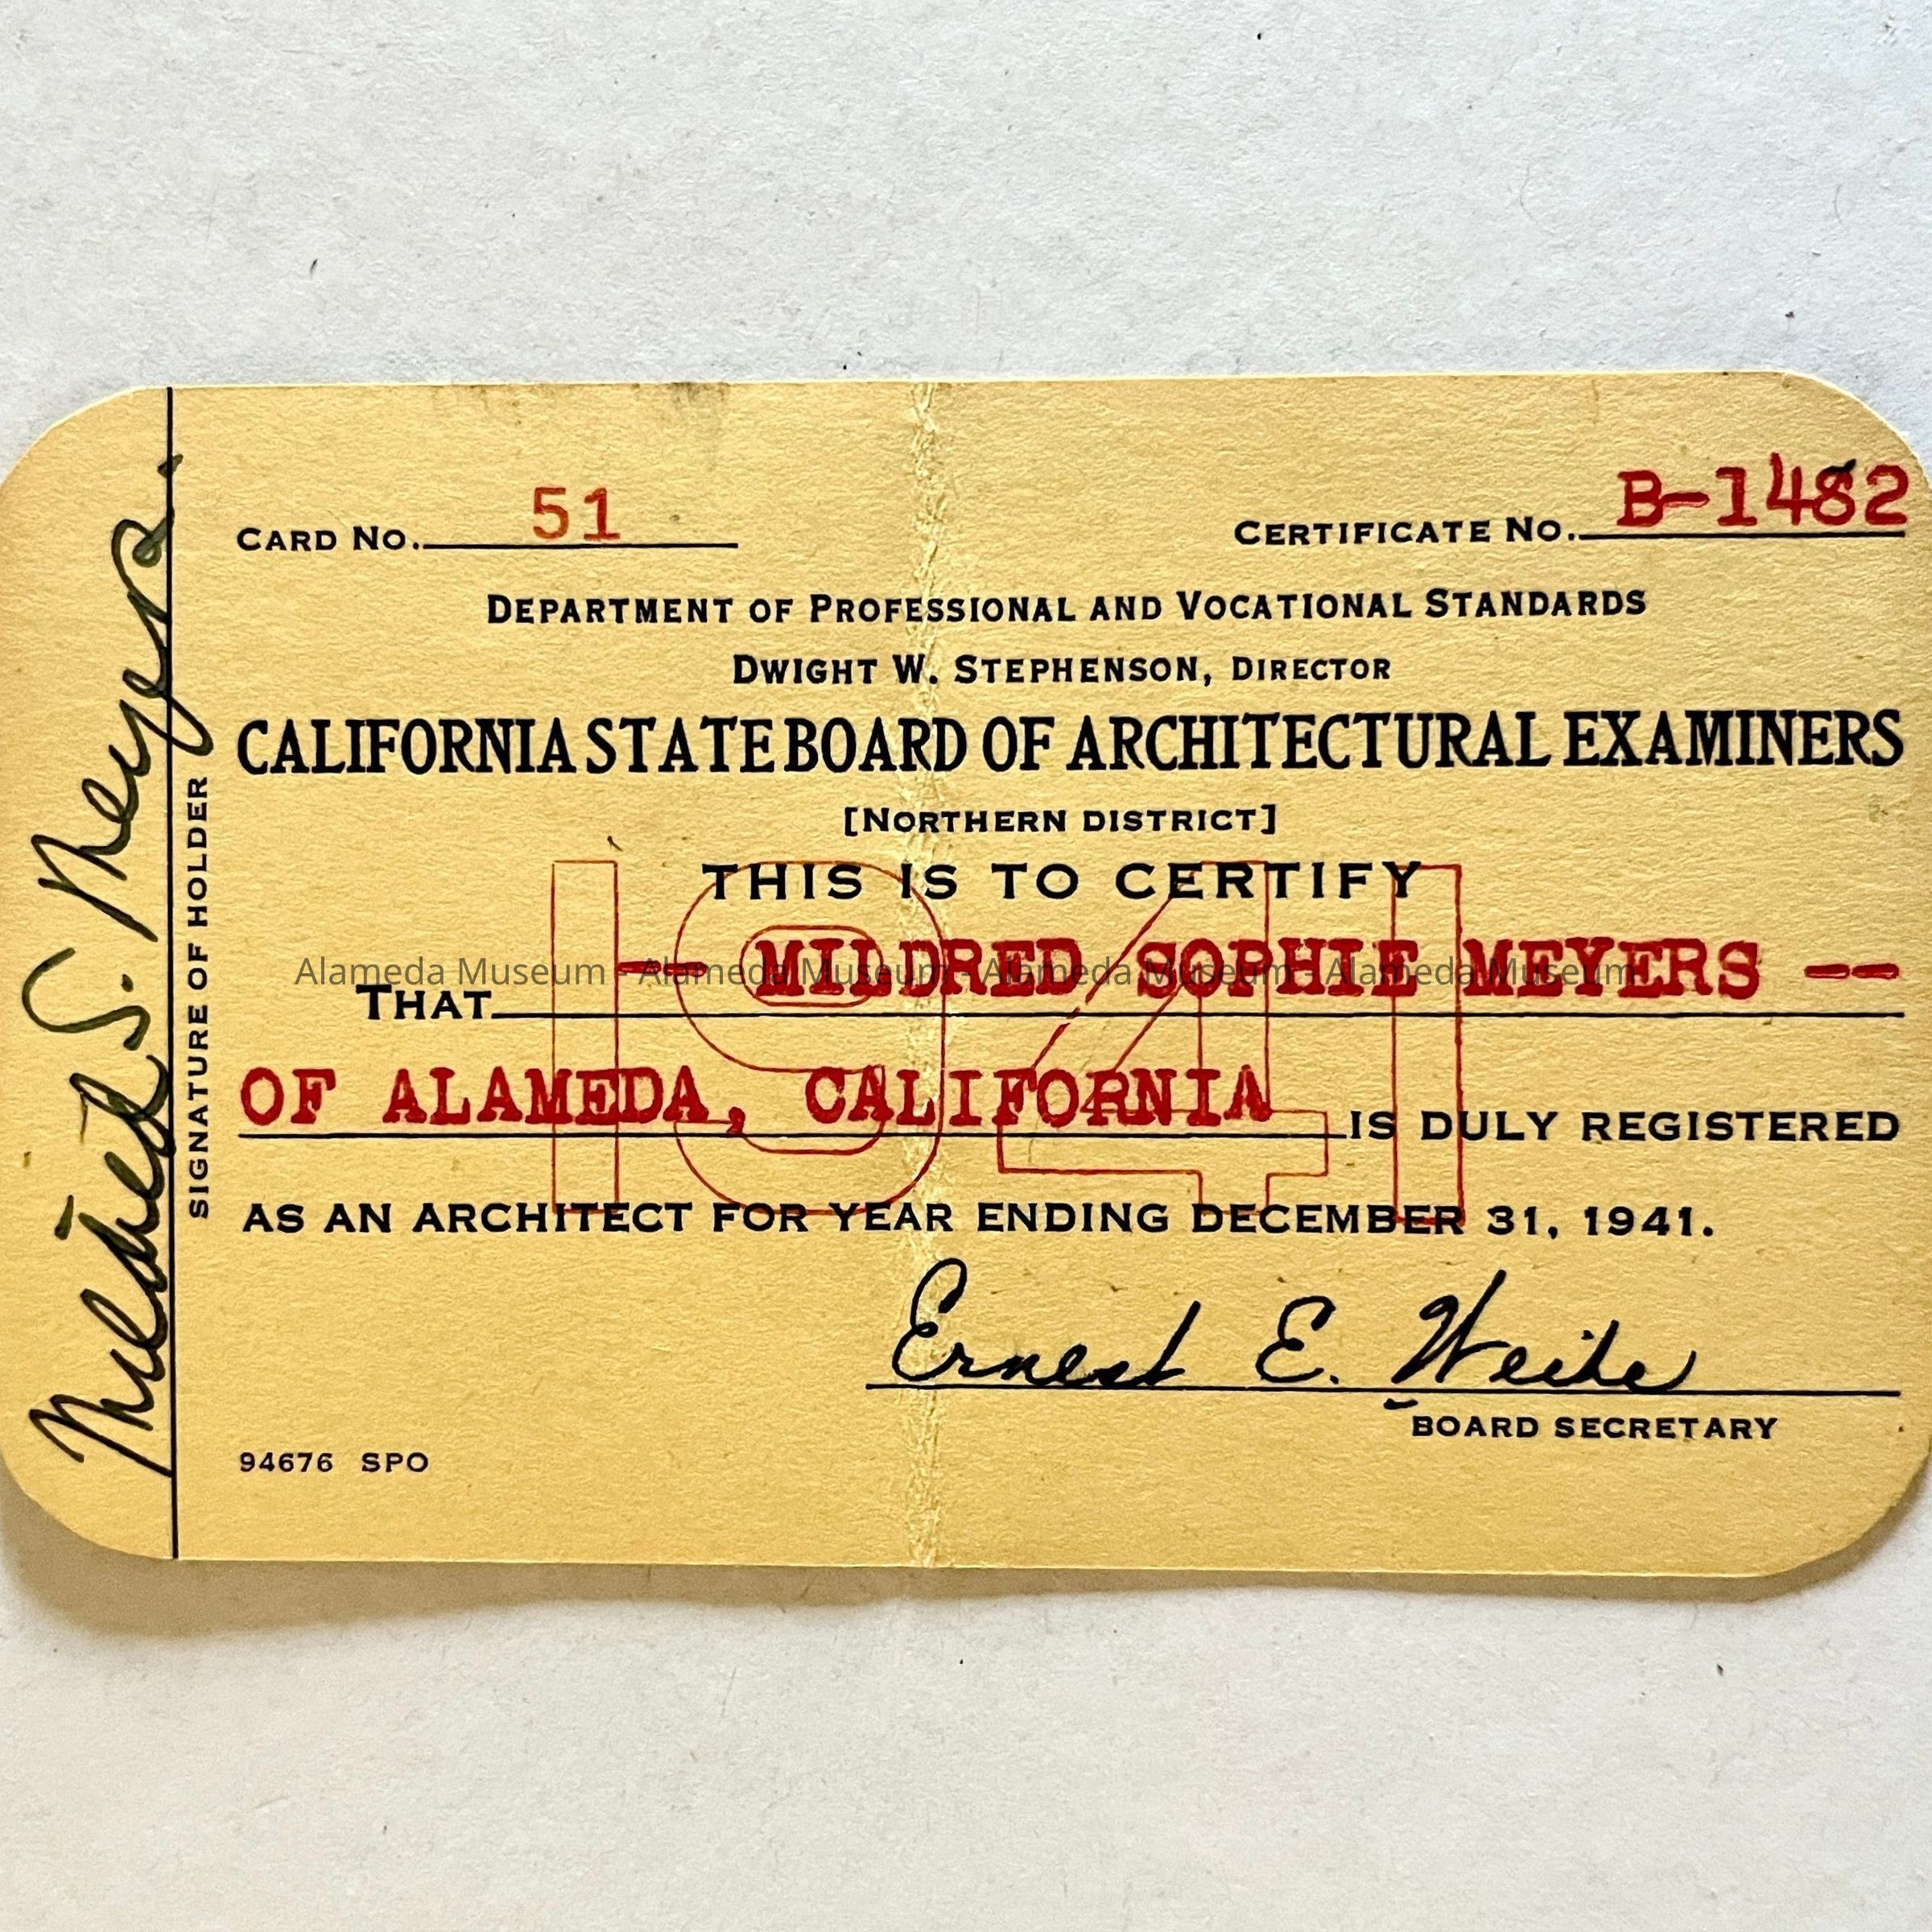 CARD NO. 51 CERTIFICATE NO. B-1482
DEPARTMENT OF PROFESSIONAL AND VOCATIONAL STANDARDS
DWIGHT W. STEPHENSON, DIRECTOR
CALIFORNIA STATE BOARD OF ARCHITECTURAL EXAMINERS
[NORTHERN DISTRICT]
THIS IS TO CERTIFY
1941
THAT -- MILDRED SOPHIE MEYERS --
Alameda Museum - Alameda Museum - Alameda Museum - Alameda Museum
OF ALAMEDA, CALIFORNIA IS DULY REGISTERED
AS AN ARCHITECT FOR YEAR ENDING DECEMBER 31, 1941.
Ernest E. Weihe
BOARD SECRETARY
94676 SPO
SIGNATURE OF HOLDER
Mildred S. Meyers.